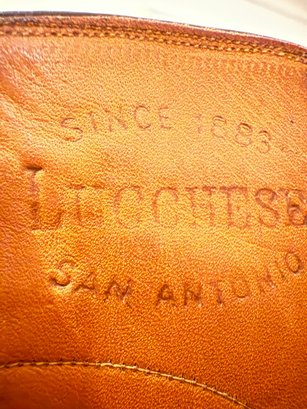 SINCE 1883
LUCCHESE
SAN ANTONIO